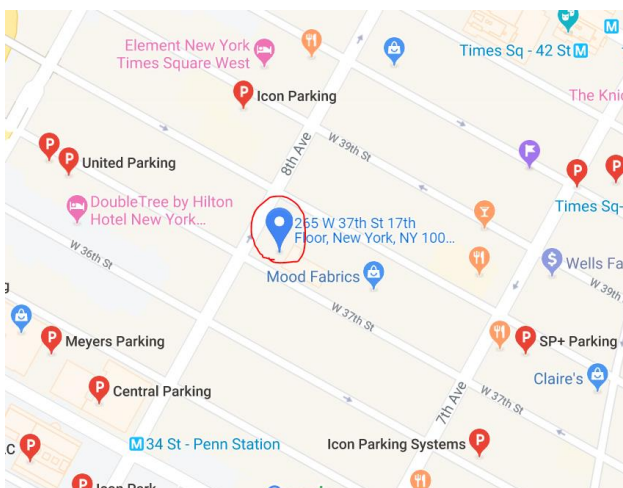 Element New York
Times Square West
Times Sq - 42 St M
M
P Icon Parking
The Kni
8th Ave
W 39th St
P
P United Parking
P
P
DoubleTree by Hilton
Hotel New York...
265 W 37th St 17th
Floor, New York, NY 100...
Times Sq-
W 36th St
Mood Fabrics
$ Wells Fa
W 39th
W 37th St
P Meyers Parking
P SP+ Parking
Claire's
P Central Parking
7th Ave
W 37th St
M 34 St - Penn Station
Icon Parking Systems P
C P
P